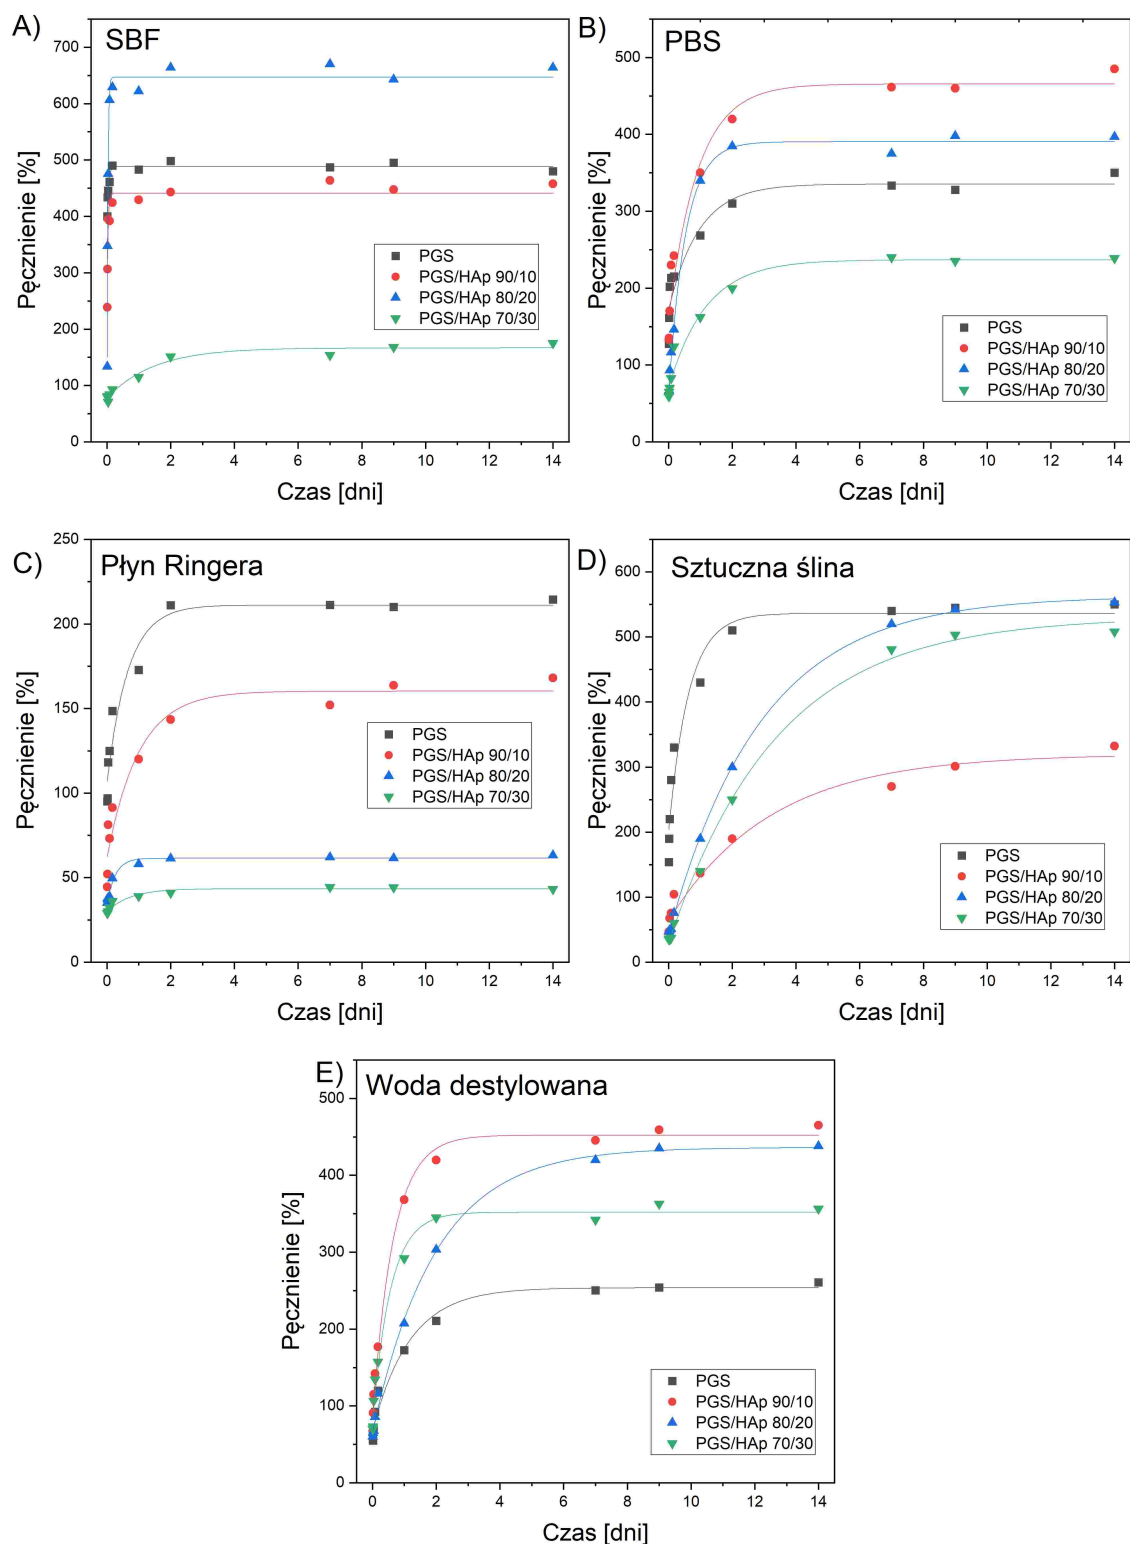 A)
SBF
Pęcznienie [%]
700
600
500
400
300
200
100
0
PGS
PGS/HAp 90/10
PGS/HAp 80/20
PGS/HAp 70/30
0 2 4 6 8 10 12 14
Czas [dni]
B)
PBS
Pęcznienie [%]
500
400
300
200
100
0
PGS
PGS/HAp 90/10
PGS/HAp 80/20
PGS/HAp 70/30
0 2 4 6 8 10 12 14
Czas [dni]
C)
Płyn Ringera
Pęcznienie [%]
250
200
150
100
50
0
PGS
PGS/HAp 90/10
PGS/HAp 80/20
PGS/HAp 70/30
0 2 4 6 8 10 12 14
Czas [dni]
D)
Sztuczna ślina
Pęcznienie [%]
600
500
400
300
200
100
0
PGS
PGS/HAp 90/10
PGS/HAp 80/20
PGS/HAp 70/30
0 2 4 6 8 10 12 14
Czas [dni]
E)
Woda destylowana
Pęcznienie [%]
500
400
300
200
100
0
PGS
PGS/HAp 90/10
PGS/HAp 80/20
PGS/HAp 70/30
0 2 4 6 8 10 12 14
Czas [dni]